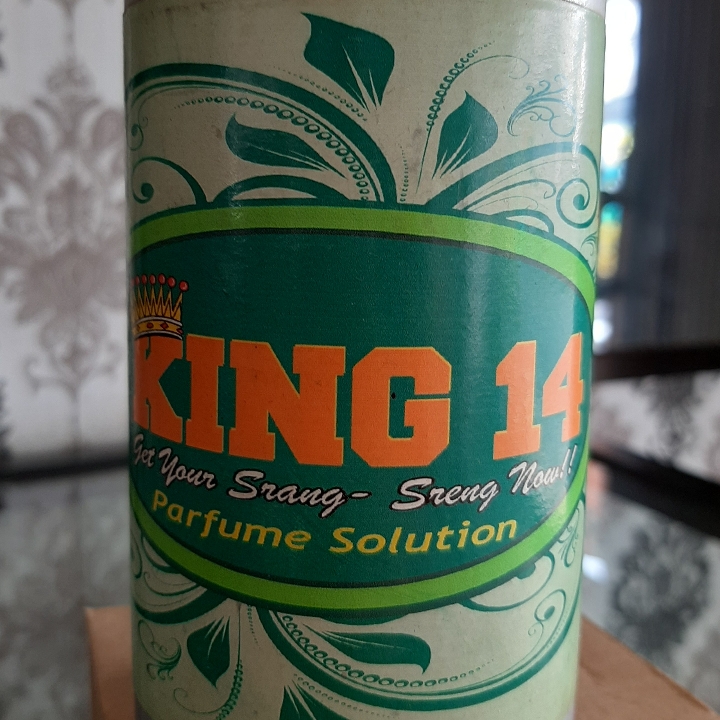 KING 14
Get Your Srang- Sreng Now!!
Parfume Solution